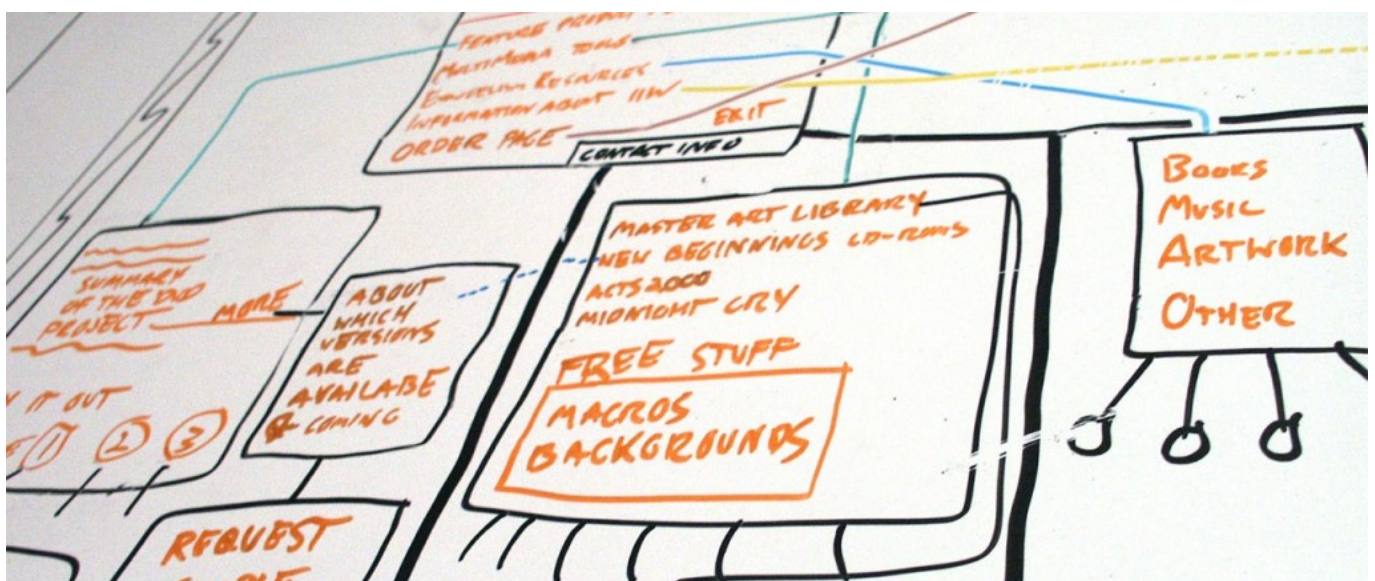 FEATURE
MULTIMEDIA TOOLS
EVANGELISM RESOURCES
INFORMATION ABOUT
ORDER PAGE
EXIT
CONTACT INFO
SUMMARY
OF THE DVD
PROJECT
MORE
IT OUT
1 2 3
ABOUT
WHICH
VERSIONS
ARE
AVAILABE
& COMING
REQUEST
MASTER ART LIBRARY
NEW BEGINNINGS CD-ROMS
ACTS 2000
MIDNIGHT CRY
FREE STUFF
MACROS
BACKGROUNDS
BOOKS
MUSIC
ARTWORK
OTHER